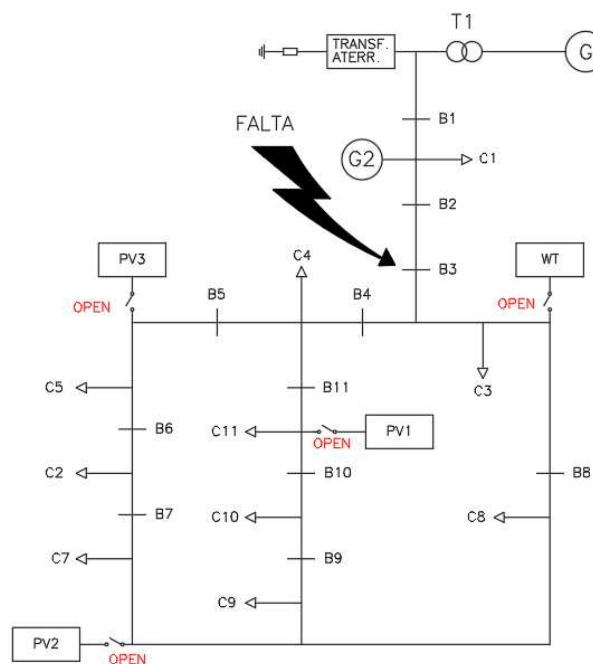 T1
TRANSF.
ATERR.
G
B1
FALTA
G2
C1
B2
C4
B3
PV3
WT
OPEN
B5
B4
OPEN
C5
B11
C3
B6
C11
OPEN
PV1
C2
B10
B8
B7
C10
C8
C7
B9
C9
PV2
OPEN